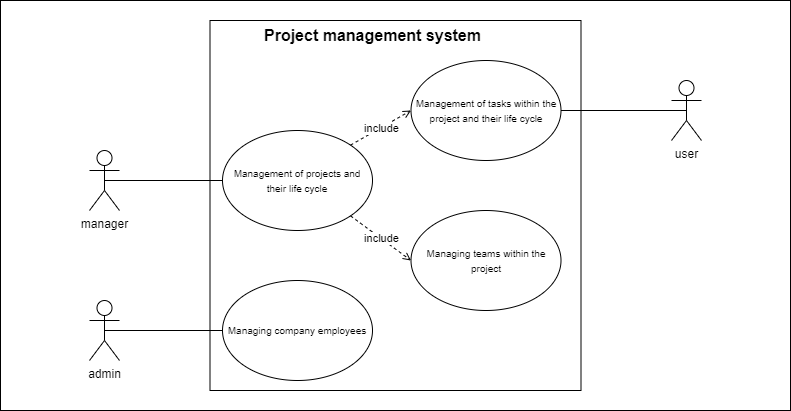 Project management system
Management of tasks within the
project and their life cycle
include
user
Management of projects and
their life cycle
manager
include
Managing teams within the
project
Managing company employees
admin